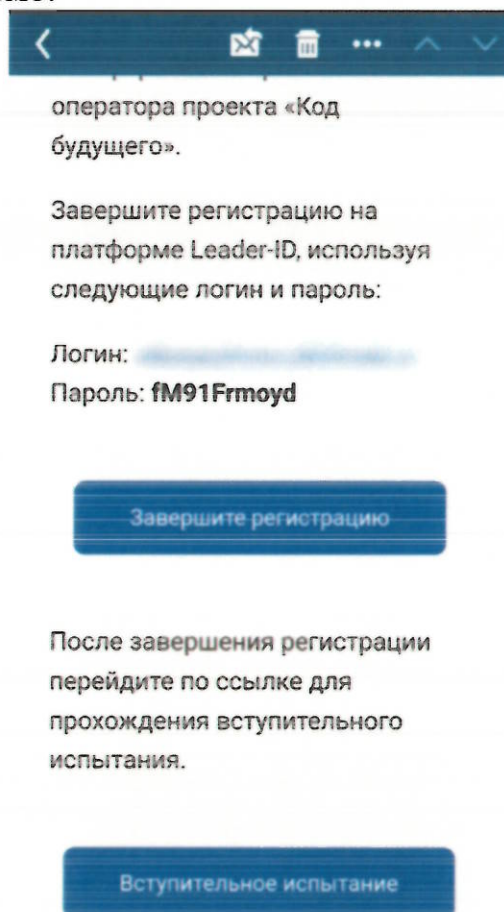 оператора проекта «Код
будущего».
Завершите регистрацию на
платформе Leader-ID, используя
следующие логин и пароль:
Логин:
Пароль: fM91Frmoyd
Завершите регистрацию
После завершения регистрации
перейдите по ссылке для
прохождения вступительного
испытания.
Вступительное испытание